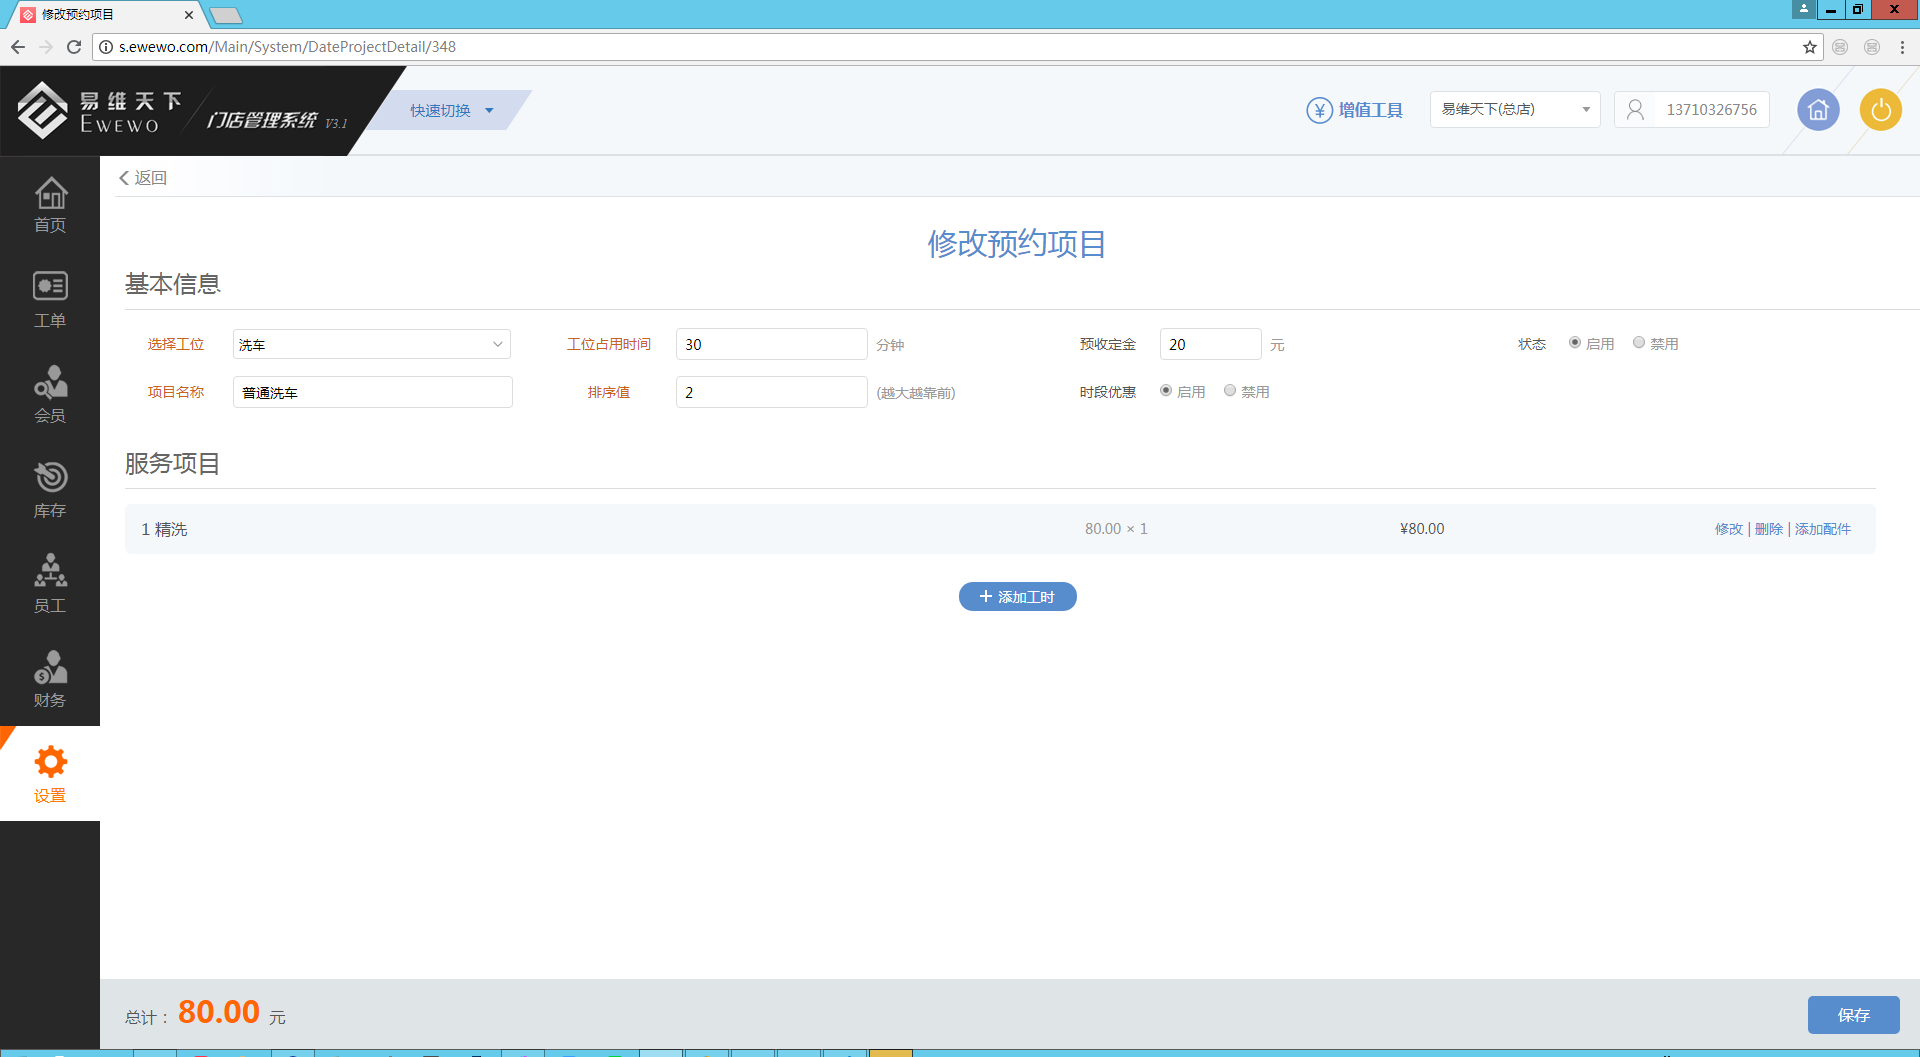 修改预约项目
s.ewewo.com/Main/System/DateProjectDetail/348
易维天下
EWEWO
门店管理系统 V3.1
快速切换
增值工具
易维天下(总店)
13710326756
返回
首页
工单
会员
库存
员工
财务
设置
修改预约项目
基本信息
选择工位 洗车 工位占用时间 30 分钟 预收定金 20 元 状态 启用 禁用
项目名称 普通洗车 排序值 2 (越大越靠前) 时段优惠 启用 禁用
服务项目
1 精洗 80.00 × 1 ¥80.00 修改 | 删除 | 添加配件
添加工时
总计： 80.00 元
保存